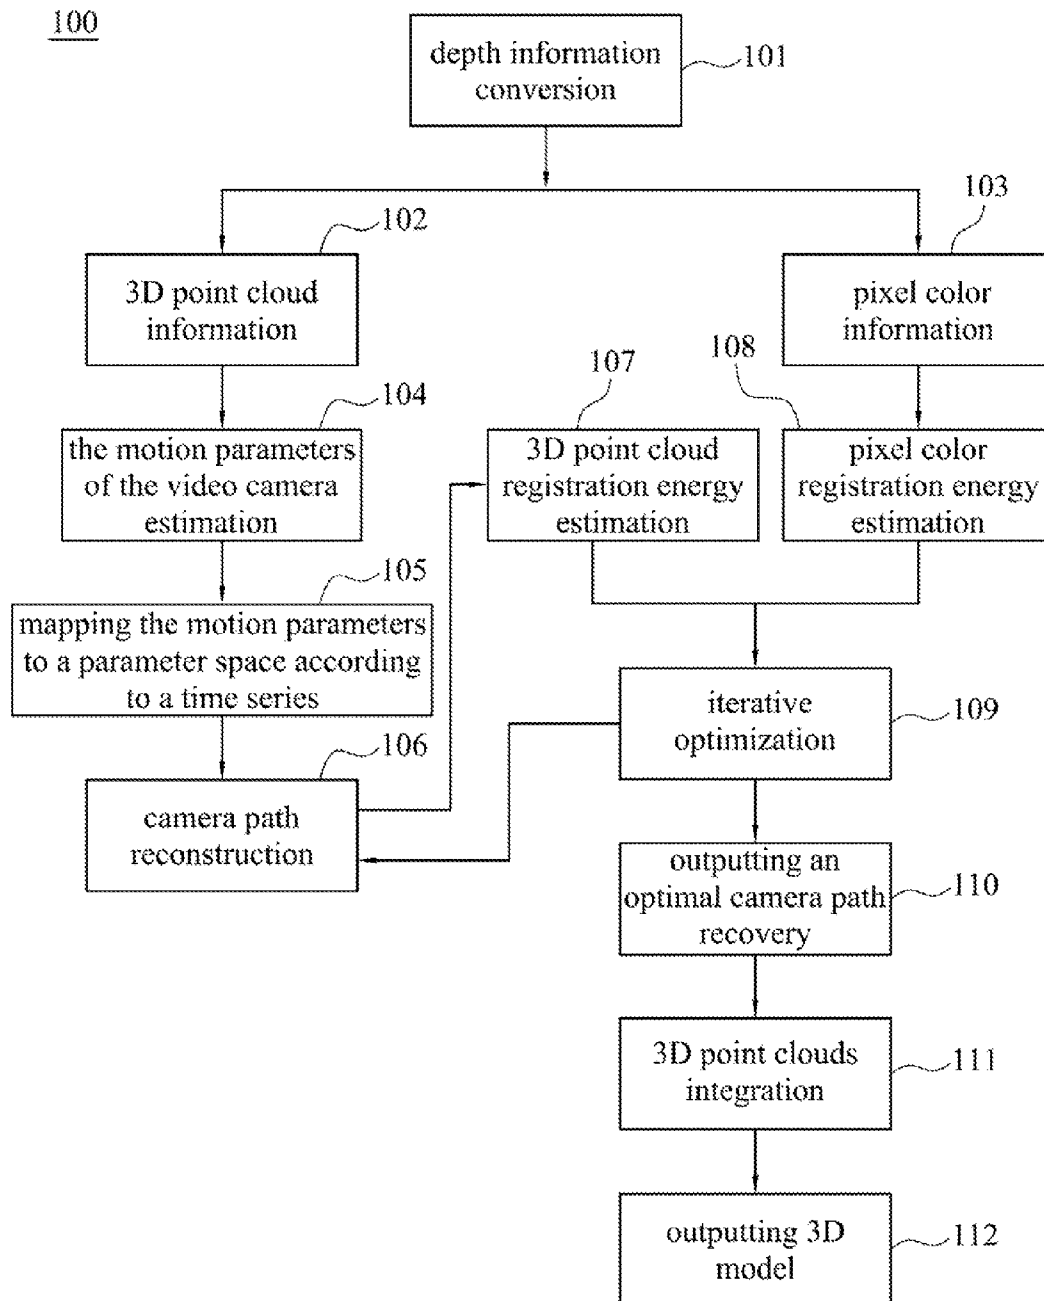 100
depth information
conversion
101
102
3D point cloud
information
103
pixel color
information
104
the motion parameters
of the video camera
estimation
107
3D point cloud
registration energy
estimation
108
pixel color
registration energy
estimation
105
mapping the motion parameters
to a parameter space according
to a time series
106
camera path
reconstruction
iterative
optimization
109
outputting an
optimal camera path
recovery
110
3D point clouds
integration
111
outputting 3D
model
112